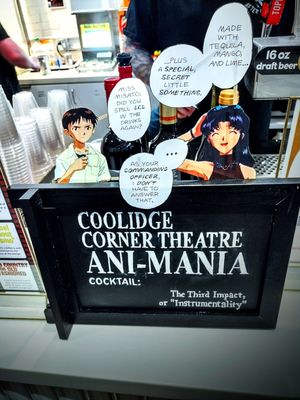 MADE WITH
TEQUILA,
MANGO,
AND LIME...
...PLUS
A SPECIAL
SECRET
LITTLE
SOMETHING.
MISS
MISATO,
DID YOU
SPILL LCL
IN THE
DRINKS
AGAIN?
...
AS YOUR
COMMANDING
OFFICER,
I DON'T
HAVE TO
ANSWER
THAT.
16 oz
draft BEER
COOLIDGE
CORNER THEATRE
ANI-MANIA
COCKTAIL:
The Third Impact,
or "Instrumentality"